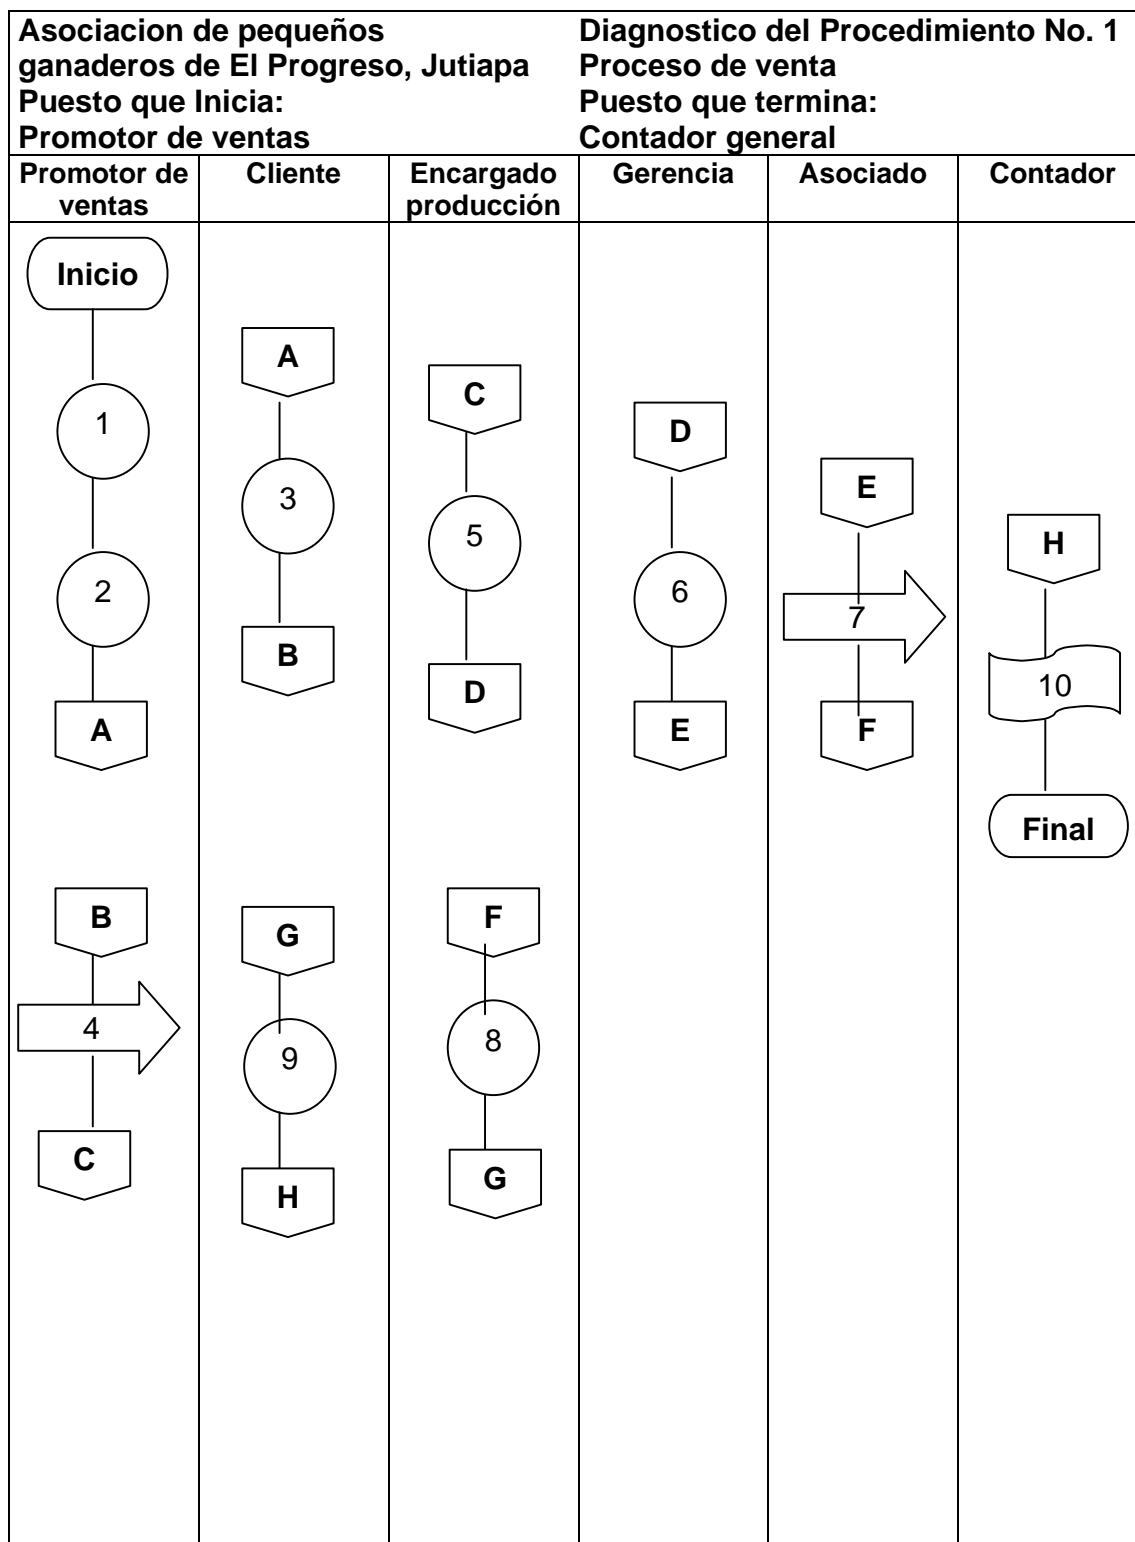 Asociacion de pequeños
ganaderos de El Progreso, Jutiapa
Puesto que Inicia:
Promotor de ventas
Diagnostico del Procedimiento No. 1
Proceso de venta
Puesto que termina:
Contador general
Promotor de
ventas
Cliente
Encargado
producción
Gerencia
Asociado
Contador
Inicio
1
2
A
B
4
C
A
3
B
G
9
H
C
5
D
F
8
G
D
6
E
E
7
F
H
10
Final